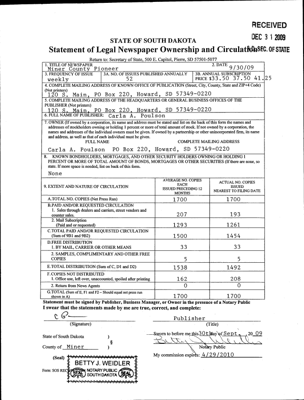 RECEIVED
DEC 31 2009
SEC. OF STATE
STATE OF SOUTH DAKOTA
Statement of Legal Newspaper Ownership and Circulation
Return to: Secretary of State, 500 E. Capitol, Pierre, SD 57501-5077
1. TITLE OF NEWSPAPER
Miner County Pioneer
2. DATE
9/30/09
3. FREQUENCY OF ISSUE
weekly
3A. NO. OF ISSUES PUBLISHED ANNUALLY
52
3B. ANNUAL SUBSCRIPTION
PRICE $33.50 37.50 41.25
4. COMPLETE MAILING ADDRESS OF KNOWN OFFICE OF PUBLICATION (Street, City, County, State and ZIP+4 Code)
(Not printers)
120 S. Main, PO Box 220, Howard, SD 57349-0220
5. COMPLETE MAILING ADDRESS OF THE HEADQUARTERS OR GENERAL BUSINESS OFFICES OF THE
PUBLISHER (Not printers)
120 S. Main, PO Box 220, Howard, SD 57349-0220
6. FULL NAME OF PUBLISHER: Carla A. Poulson
7. OWNER (If owned by a corporation, its name and address must be stated and list on the back of this form the names and
addresses of stockholders owning or holding 1 percent or more of total amount of stock. If not owned by a corporation, the
names and addresses of the individual owners must be given. If owned by a partnership or other unincorporated firm, its name
and address, as well as that of each individual must be given.
FULL NAME
COMPLETE MAILING ADDRESS
Carla A. Poulson PO Box 220, Howard, SD 57349-0220
8. KNOWN BONDHOLDERS, MORTGAGES, AND OTHER SECURITY HOLDERS OWNING OR HOLDING 1
PERCENT OR MORE OF TOTAL AMOUNT OF BONDS, MORTGAGES OR OTHER SECURITIES (If there are none, so
state. If more space is needed, list on back of this form.
None
9. EXTENT AND NATURE OF CIRCULATION
AVERAGE NO. COPIES
EACH
ISSUED PRECEDING 12
MONTHS
ACTUAL NO. COPIES
ISSUED
NEAREST TO FILING DATE
A. TOTAL NO. COPIES (Net Press Run)
1700
1700
B. PAID AND/OR REQUESTED CIRCULATION
1. Sales through dealers and carriers, street vendors and
counter sales.
207
193
2. Mail Subscription
(Paid and or requested)
1293
1261
C. TOTAL PAID AND/OR REQUESTED CIRCULATION
(Sum of 9B1 and 9B2)
1500
1454
D. FREE DISTRIBUTION
1. BY MAIL, CARRIER OR OTHER MEANS
33
33
2. SAMPLES, COMPLIMENTARY AND OTHER FREE
COPIES
5
5
E. TOTAL DISTRIBUTION (Sum of C, D1 and D2)
1538
1492
F. COPIES NOT DISTRIBUTED
1. Office use, left over, unaccounted, spoiled after printing
162
208
2. Return from News Agents
0
0
G. TOTAL (Sum of E, F1 and F2 - Should equal net press run
shown in A)
1700
1700
Statement must be signed by Publisher, Business Manager, or Owner in the presence of a Notary Public
I swear that the statements made by me are true, correct, and complete:
Publisher
(Signature)
(Title)
State of South Dakota
County of Miner
Sworn to before me this 30th day of Sept, 20 09
Notary Public
(Seal)
My commission expires: 4/29/2010
BETTY J. WEIDLER
NOTARY PUBLIC
SOUTH DAKOTA